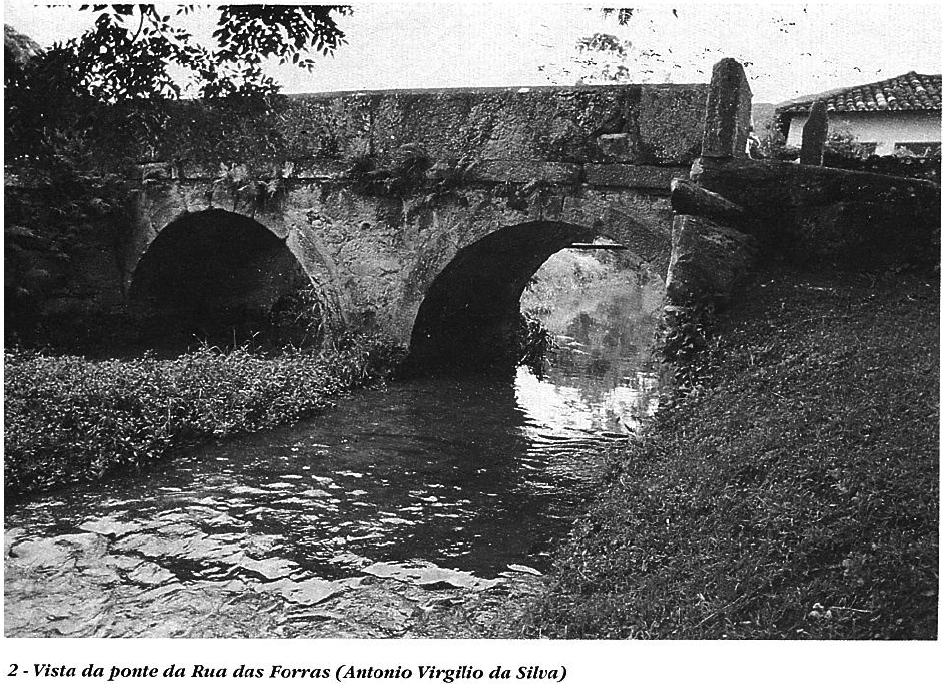 2 - Vista da ponte da Rua das Forras (Antonio Virgilio da Silva)